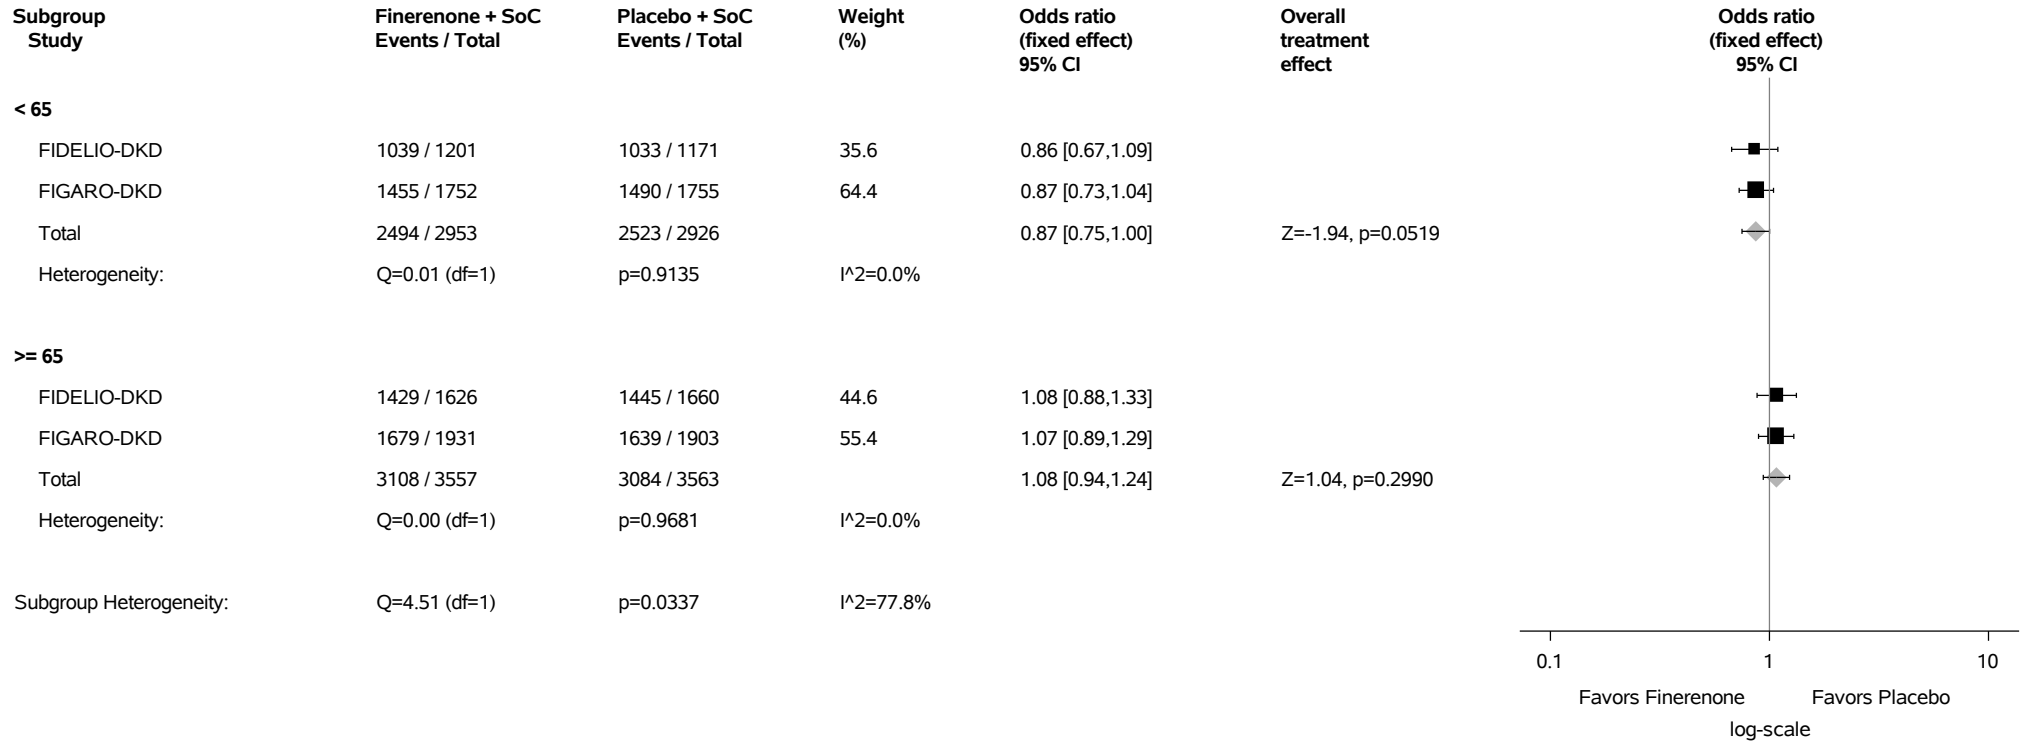 Subgroup Finerenone + SoC Placebo + SoC Weight Odds ratio Overall Odds ratio
Study Events / Total Events / Total (%) (fixed effect) treatment (fixed effect)
95% CI effect 95% CI
< 65
FIDELIO-DKD 1039 / 1201 1033 / 1171 35.6 0.86 [0.67,1.09]
FIGARO-DKD 1455 / 1752 1490 / 1755 64.4 0.87 [0.73,1.04]
Total 2494 / 2953 2523 / 2926 0.87 [0.75,1.00] Z=-1.94, p=0.0519
Heterogeneity: Q=0.01 (df=1) p=0.9135 I^2=0.0%
>= 65
FIDELIO-DKD 1429 / 1626 1445 / 1660 44.6 1.08 [0.88,1.33]
FIGARO-DKD 1679 / 1931 1639 / 1903 55.4 1.07 [0.89,1.29]
Total 3108 / 3557 3084 / 3563 1.08 [0.94,1.24] Z=1.04, p=0.2990
Heterogeneity: Q=0.00 (df=1) p=0.9681 I^2=0.0%
Subgroup Heterogeneity: Q=4.51 (df=1) p=0.0337 I^2=77.8%
0.1 1 10
Favors Finerenone Favors Placebo
log-scale